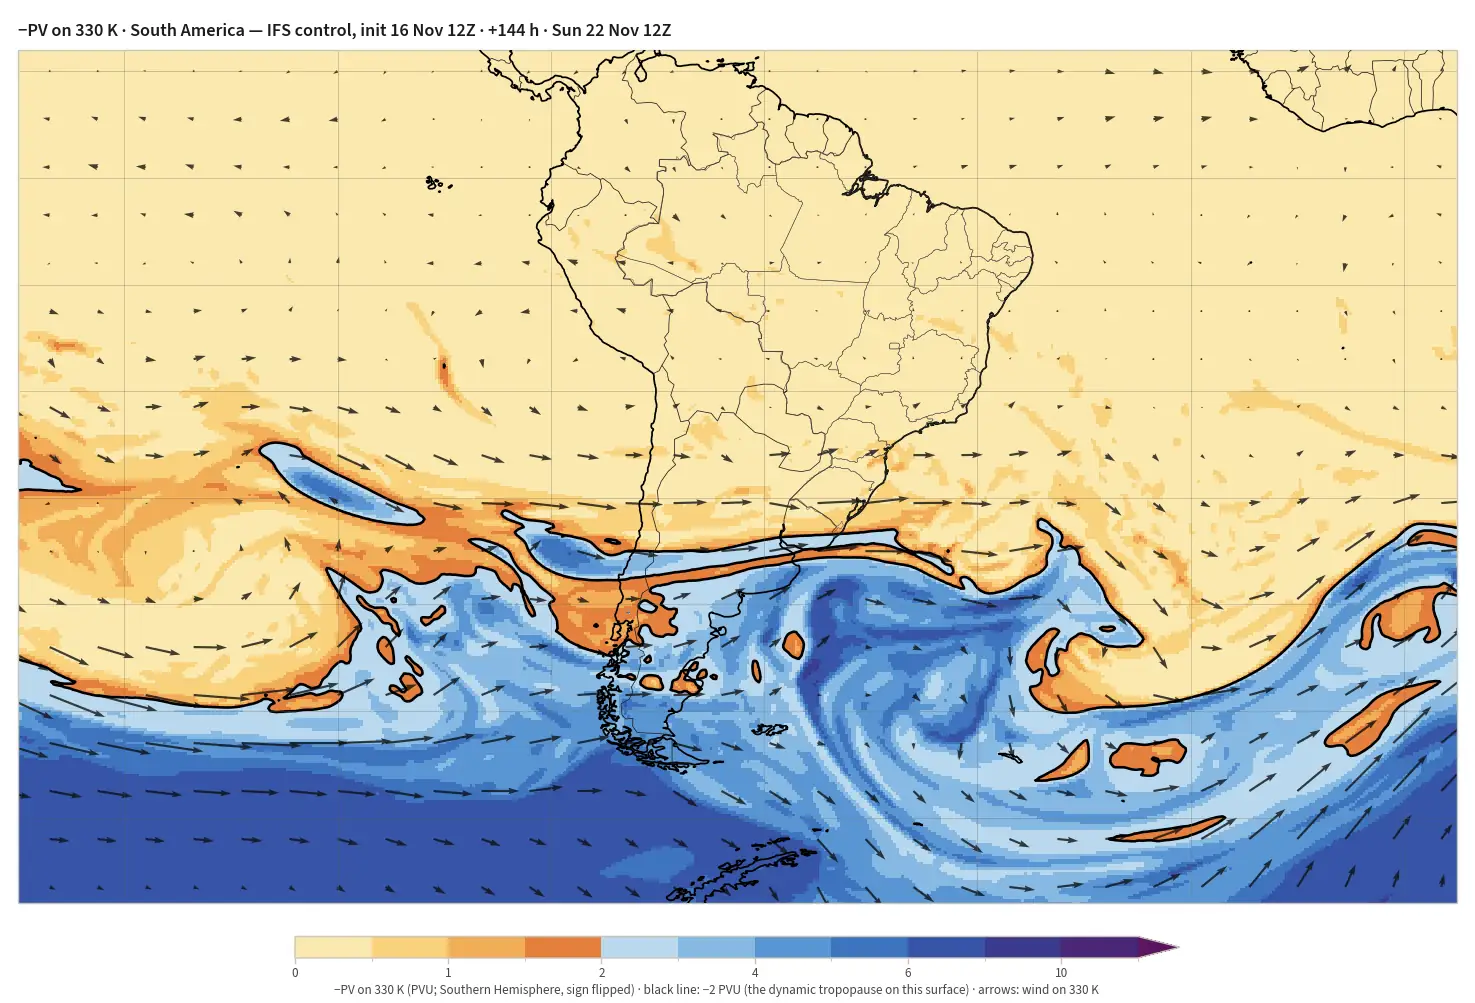 −PV on 330 K · South America — IFS control, init 16 Nov 12Z · +144 h · Sun 22 Nov 12Z
0 1 2 4 6 10
−PV on 330 K (PVU; Southern Hemisphere, sign flipped) · black line: −2 PVU (the dynamic tropopause on this surface) · arrows: wind on 330 K